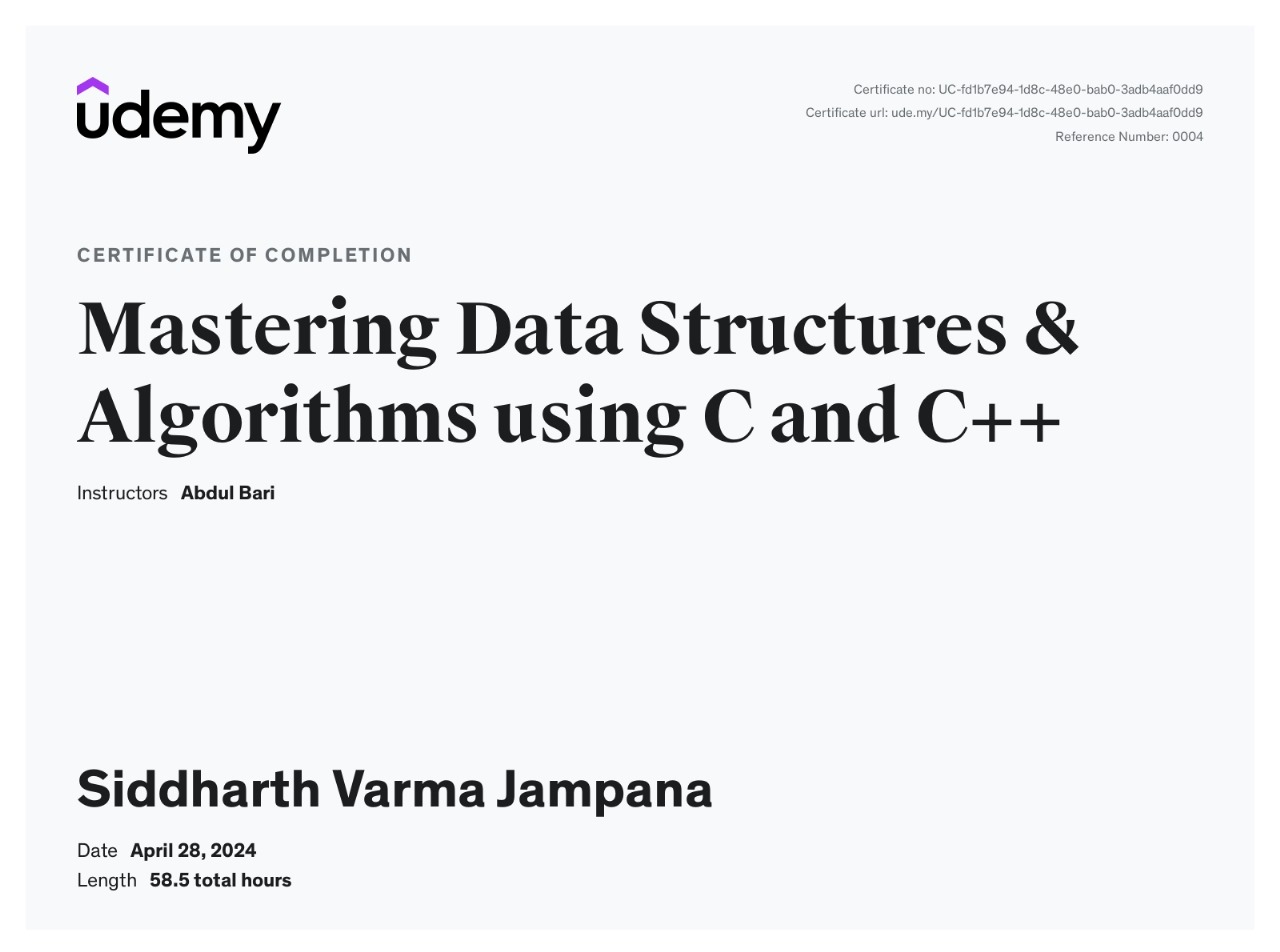 udemy
Certificate no: UC-fd1b7e94-1d8c-48e0-bab0-3adb4aaf0dd9
Certificate url: ude.my/UC-fd1b7e94-1d8c-48e0-bab0-3adb4aaf0dd9
Reference Number: 0004
CERTIFICATE OF COMPLETION
Mastering Data Structures &
Algorithms using C and C++
Instructors Abdul Bari
Siddharth Varma Jampana
Date April 28, 2024
Length 58.5 total hours